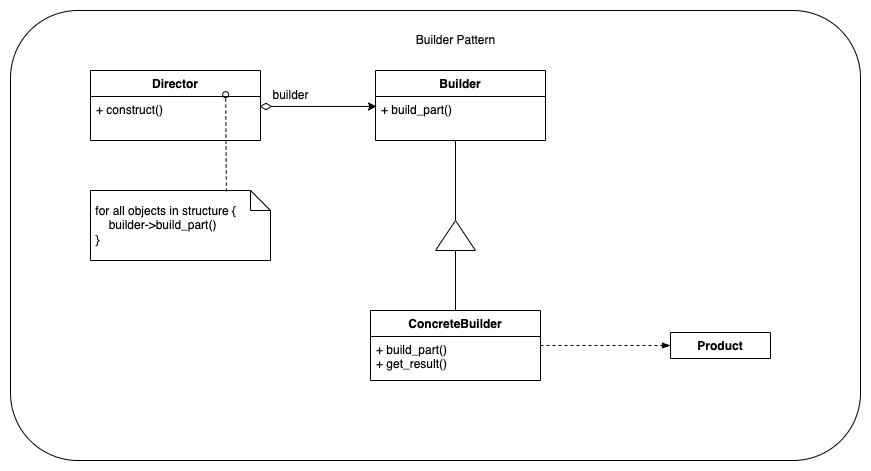 Builder Pattern
Director
+ construct()
builder
Builder
+ build_part()
for all objects in structure {
builder->build_part()
}
ConcreteBuilder
+ build_part()
+ get_result()
Product